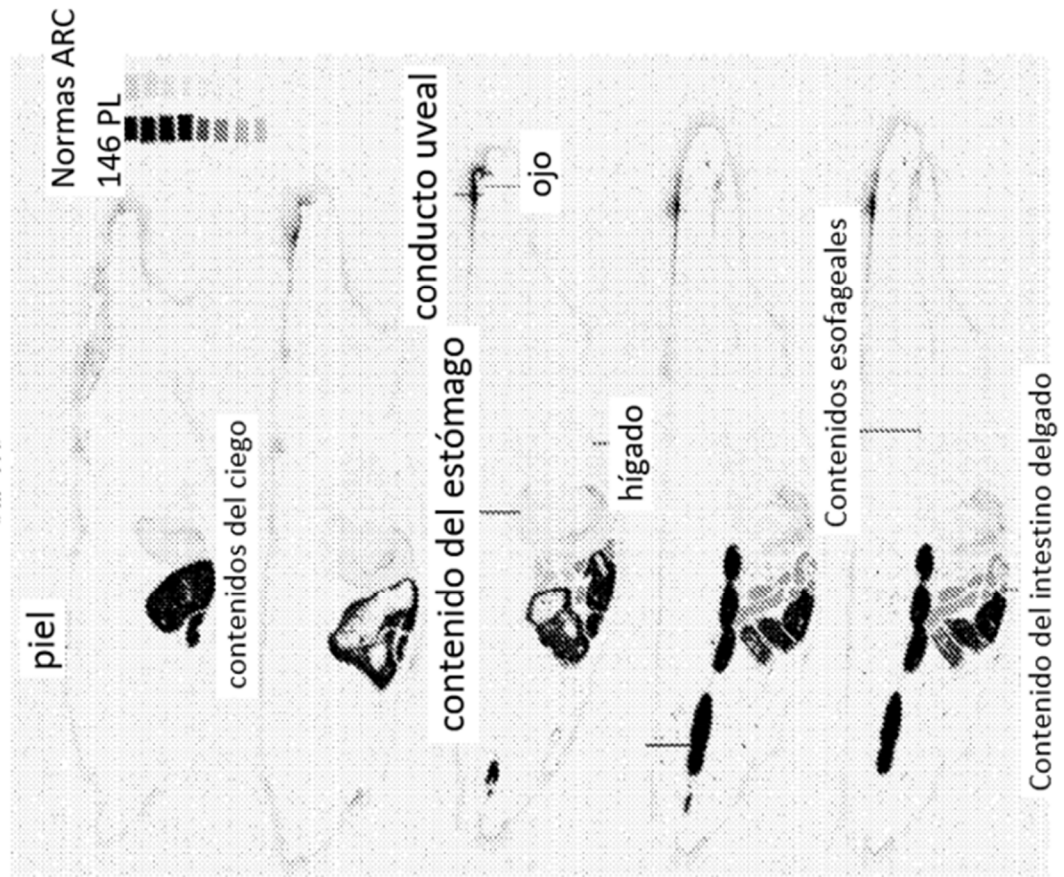 Normas ARC
146 PL
piel
contenidos del ciego
conducto uveal
ojo
contenido del estómago
hígado
Contenidos esofageales
Contenido del intestino delgado